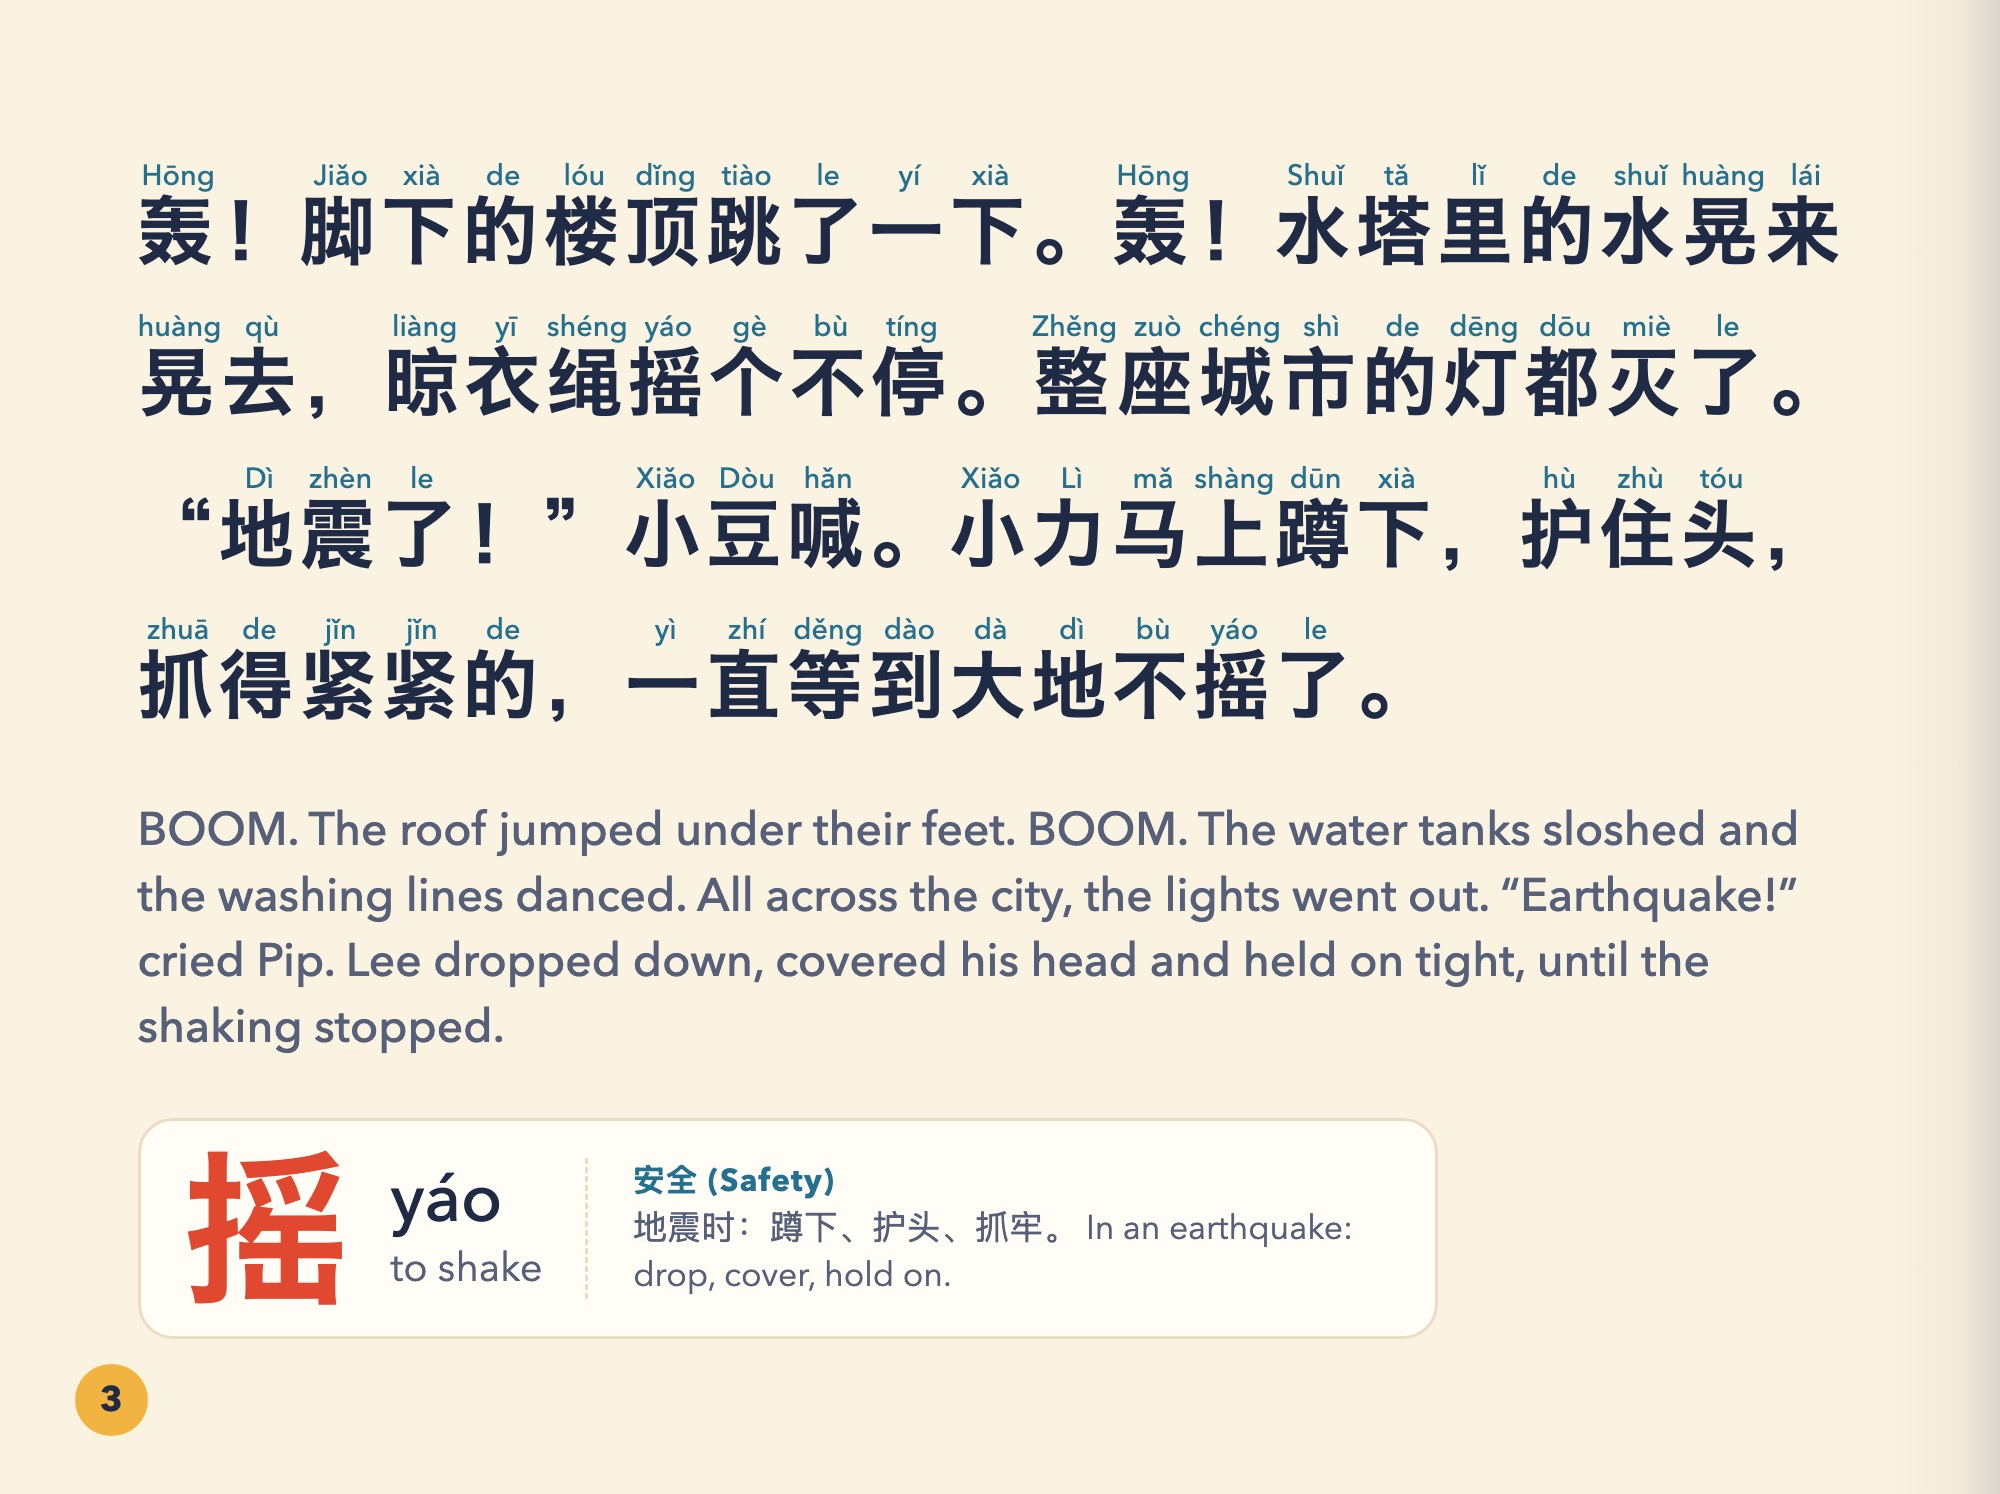 Hōng Jiǎo xià de lóu dǐng tiào le yí xià Hōng Shuǐ tǎ lǐ de shuǐ huàng lái
轰！脚下的楼顶跳了一下。轰！水塔里的水晃来
huàng qù liàng yī shéng yáo gè bù tíng Zhěng zuò chéng shì de dēng dōu miè le
晃去，晾衣绳摇个不停。整座城市的灯都灭了。
Dì zhèn le Xiǎo Dòu hǎn Xiǎo Lì mǎ shàng dūn xià hù zhù tóu
“地震了！”小豆喊。小力马上蹲下，护住头，
zhuā de jǐn jǐn de yì zhí děng dào dà dì bù yáo le
抓得紧紧的，一直等到大地不摇了。
BOOM. The roof jumped under their feet. BOOM. The water tanks sloshed and
the washing lines danced. All across the city, the lights went out. “Earthquake!”
cried Pip. Lee dropped down, covered his head and held on tight, until the
shaking stopped.
摇
yáo
to shake
安全 (Safety)
地震时：蹲下、护头、抓牢。 In an earthquake:
drop, cover, hold on.
3